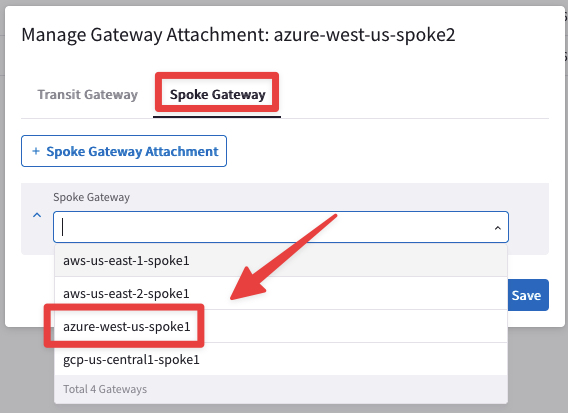 Manage Gateway Attachment: azure-west-us-spoke2
Transit Gateway
Spoke Gateway
+ Spoke Gateway Attachment
Spoke Gateway
aws-us-east-1-spoke1
aws-us-east-2-spoke1
azure-west-us-spoke1
Save
gcp-us-central1-spoke1
Total 4 Gateways